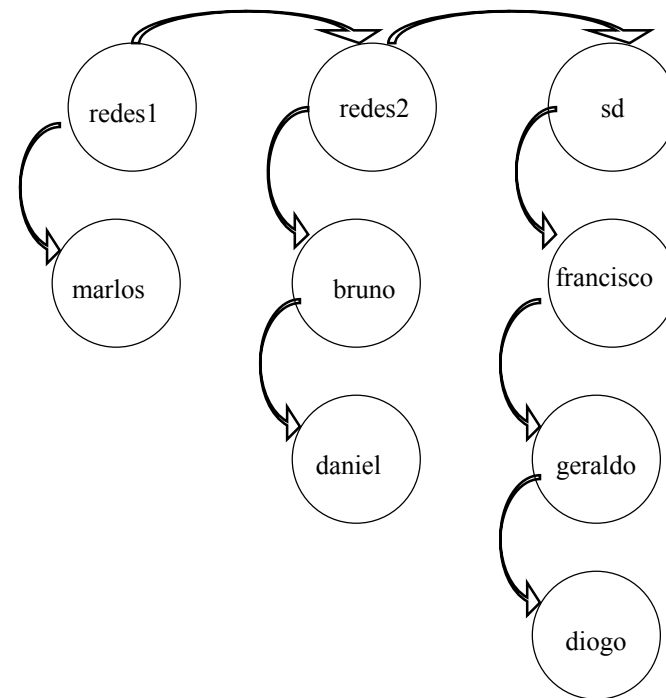 redes1
redes2
sd
marlos
bruno
francisco
daniel
geraldo
diogo